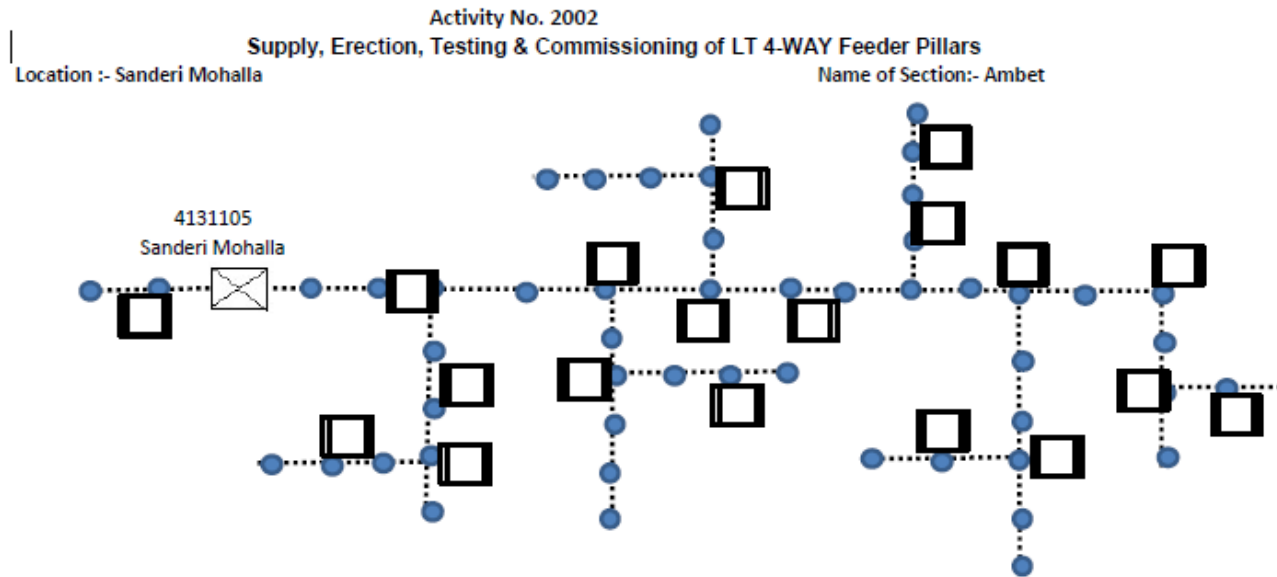 Activity No. 2002
Supply, Erection, Testing & Commissioning of LT 4-WAY Feeder Pillars
Location :- Sanderi Mohalla Name of Section:- Ambet
4131105
Sanderi Mohalla